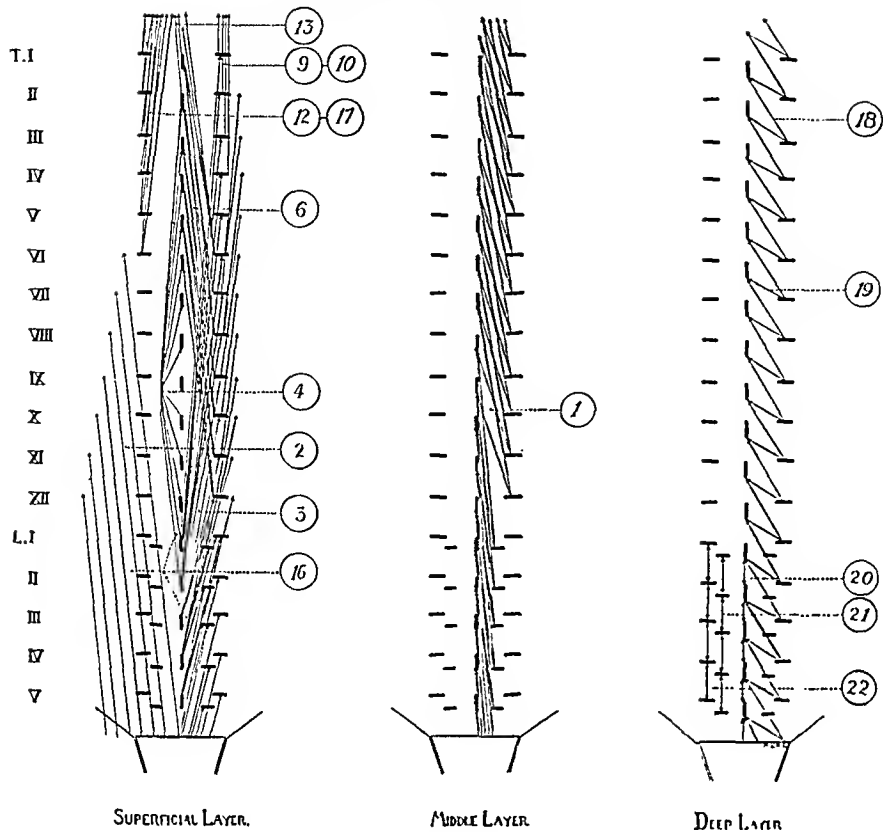 13
T.I 9 10
II 12 17 18
III
IV
V 6
VI
VII 19
VIII
IX 4 1
X
XI 2
XII 3
L.I
II 16 20
III 21
IV
V 22
SUPERFICIAL LAYER. MIDDLE LAYER DEEP LAYER